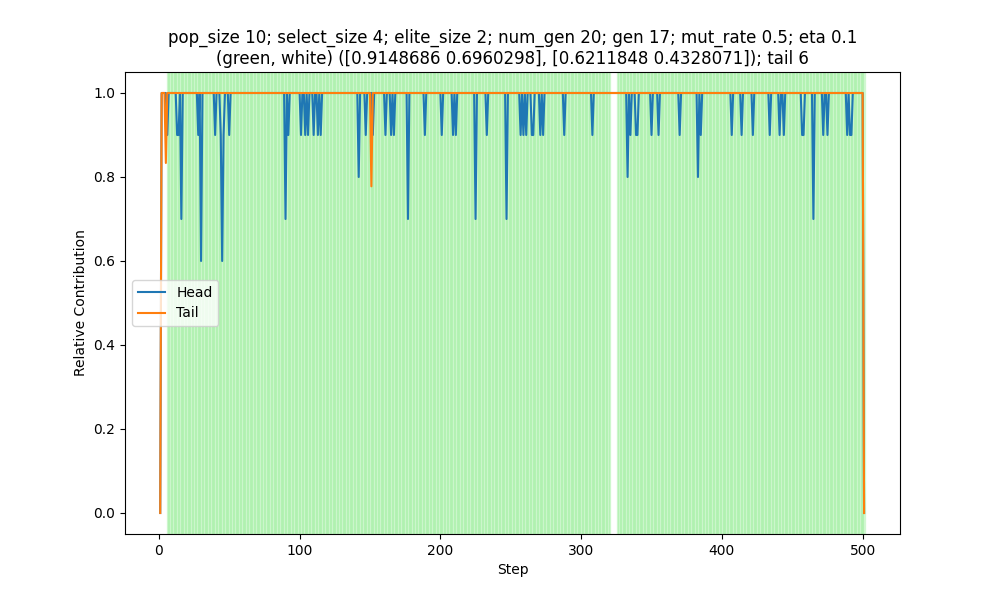 pop_size 10; select_size 4; elite_size 2; num_gen 20; gen 17; mut_rate 0.5; eta 0.1
(green, white) ([0.9148686 0.6960298], [0.6211848 0.4328071]); tail 6
1.0
0.8
0.6
0.4
0.2
0.0
Relative Contribution
Head
Tail
0
100
200
300
400
500
Step